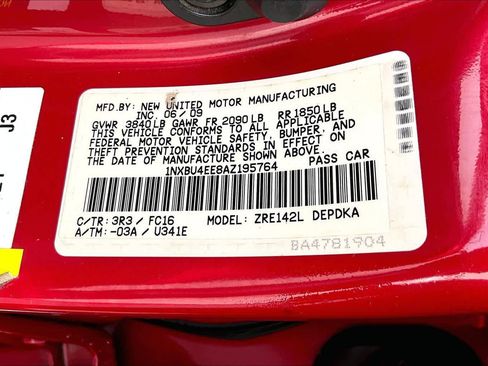 MFD.BY: NEW UNITED MOTOR MANUFACTURING
INC. 06/09
GVWR 3840LB GAWR FR 2090LB RR 1850LB
THIS VEHICLE CONFORMS TO ALL APPLICABLE
FEDERAL MOTOR VEHICLE SAFETY, BUMPER, AND
THEFT PREVENTION STANDARDS IN EFFECT ON
THE DATE OF MANUFACTURE SHOWN ABOVE.
1NXBU4EE8AZ195764 PASS CAR
C/TR: 3R3 / FC16 MODEL: ZRE142L DEPDKA
A/TM: -03A / U341E
BA4781904
J3